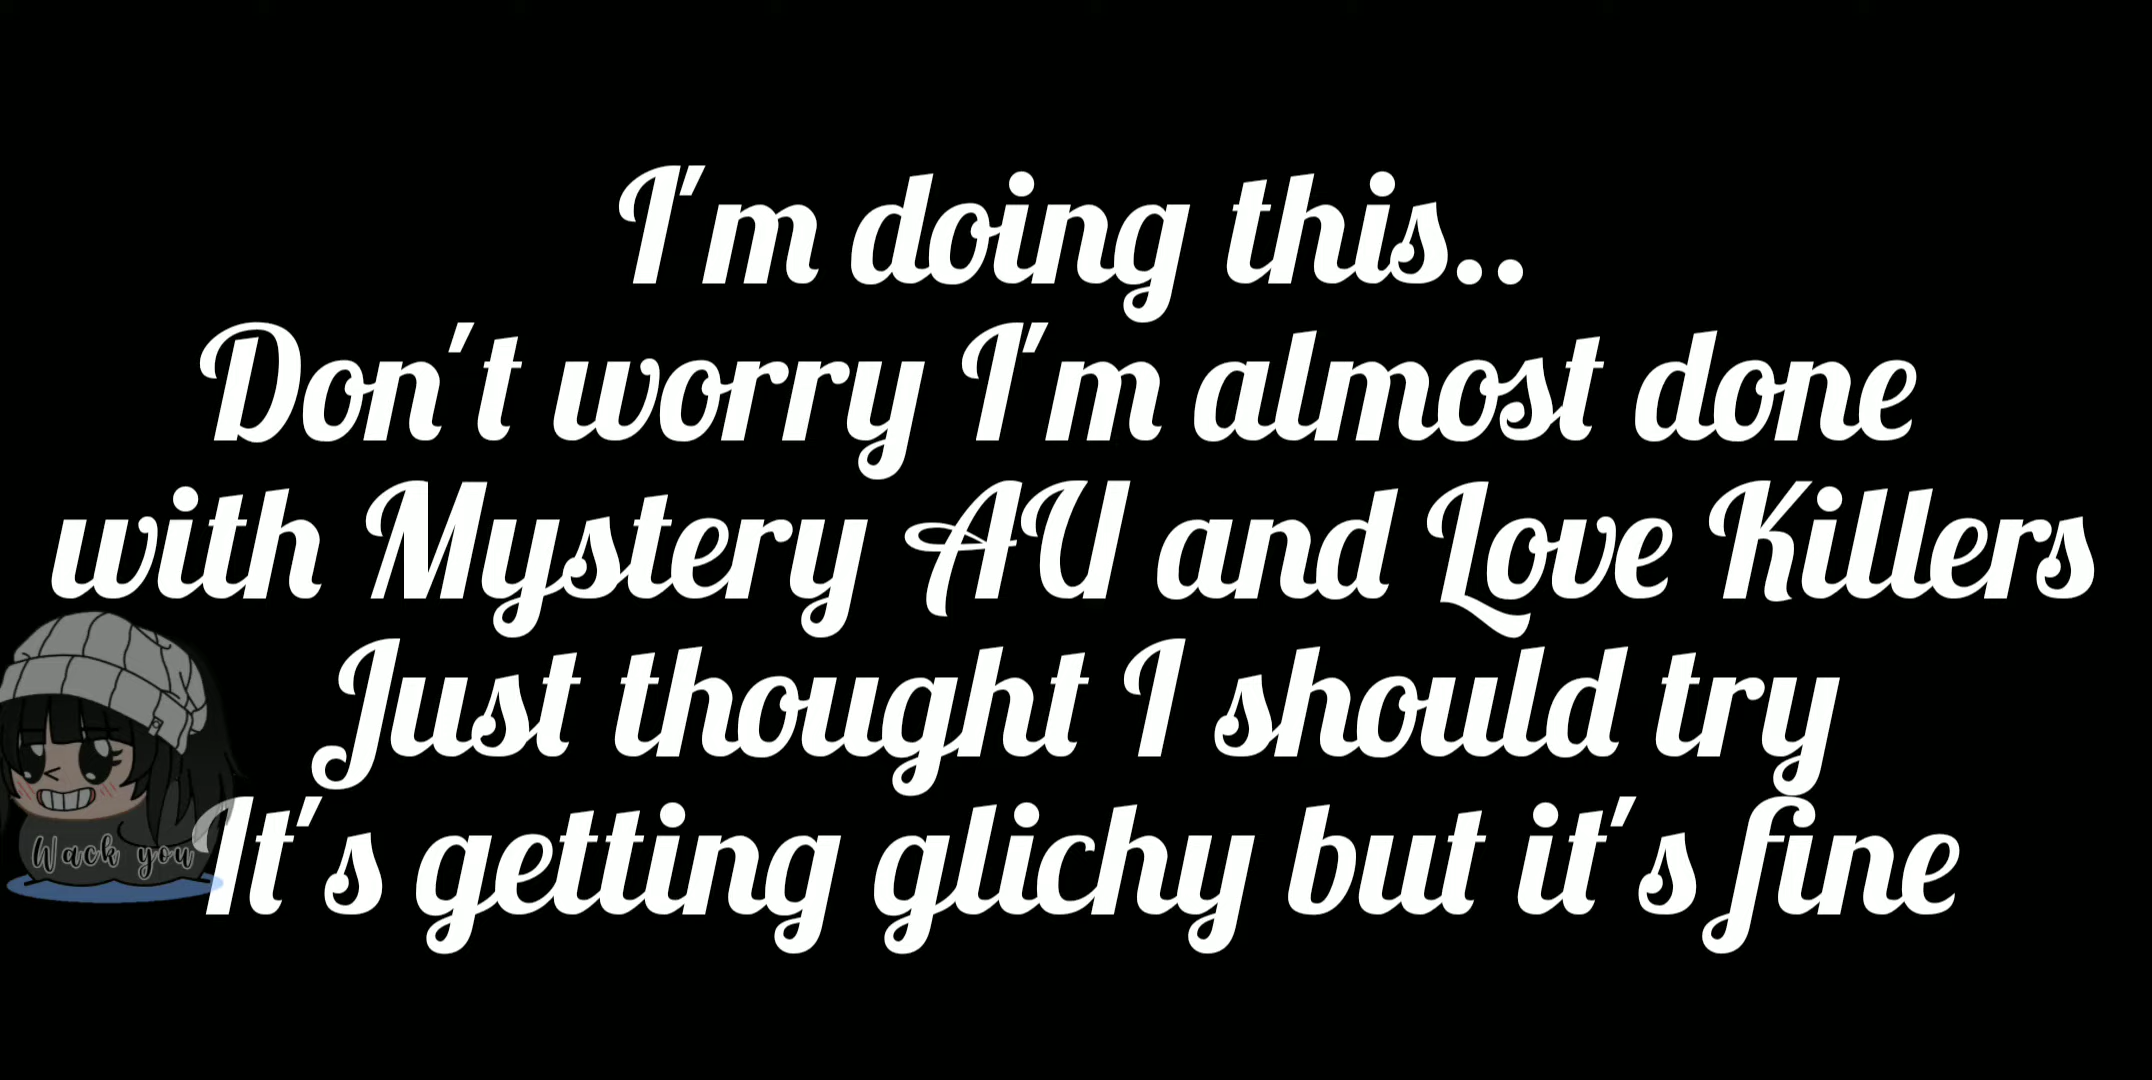 I'm doing this..
Don't worry I'm almost done
with Mystery AU and Love Killers
Just thought I should try
It's getting glichy but it's fine
Wack you